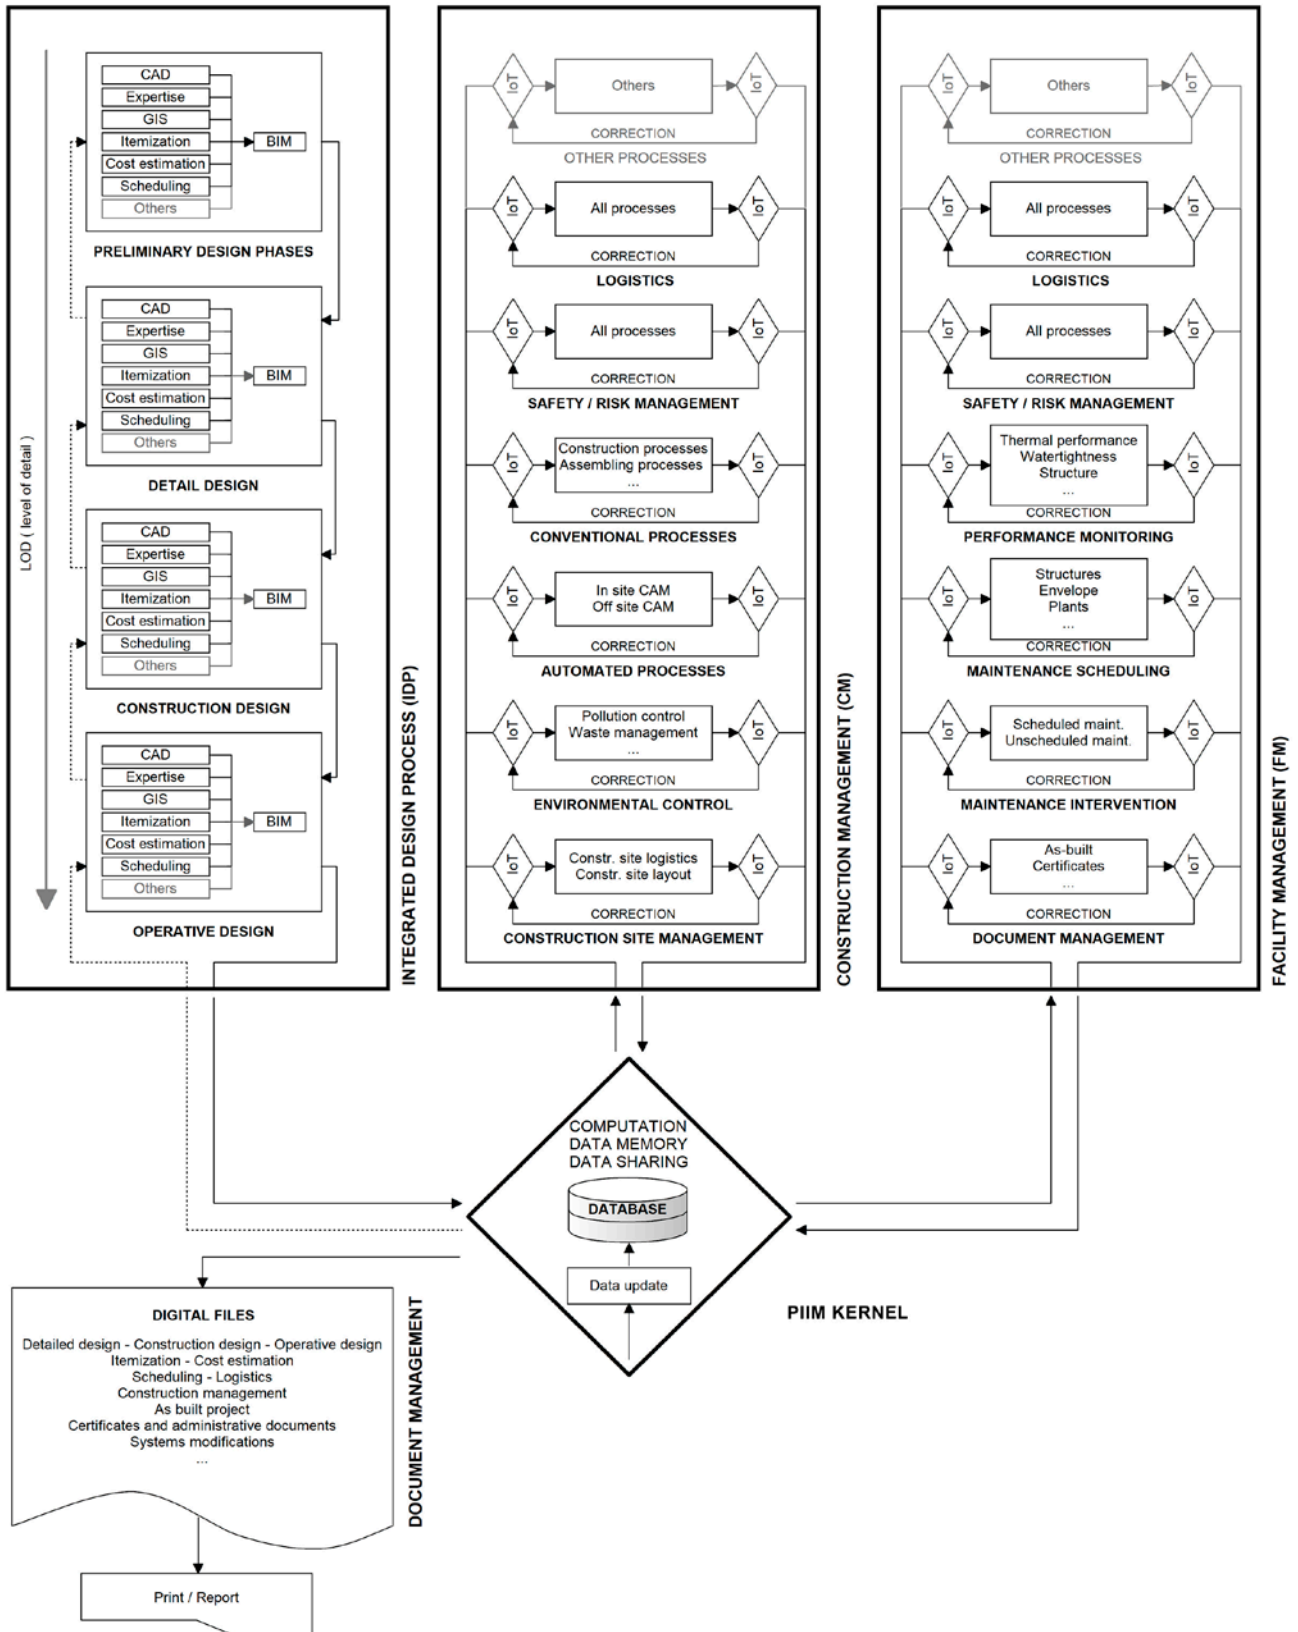 LOD ( level of detail )
CAD
Expertise
GIS
Itemization
Cost estimation
Scheduling
Others
BIM
PRELIMINARY DESIGN PHASES
CAD
Expertise
GIS
Itemization
Cost estimation
Scheduling
Others
BIM
DETAIL DESIGN
CAD
Expertise
GIS
Itemization
Cost estimation
Scheduling
Others
BIM
CONSTRUCTION DESIGN
CAD
Expertise
GIS
Itemization
Cost estimation
Scheduling
Others
BIM
OPERATIVE DESIGN
INTEGRATED DESIGN PROCESS (IDP)
IoT
Others
IoT
CORRECTION
OTHER PROCESSES
IoT
All processes
IoT
CORRECTION
LOGISTICS
IoT
All processes
IoT
CORRECTION
SAFETY / RISK MANAGEMENT
IoT
Construction processes
Assembling processes
...
IoT
CORRECTION
CONVENTIONAL PROCESSES
IoT
In site CAM
Off site CAM
IoT
CORRECTION
AUTOMATED PROCESSES
IoT
Pollution control
Waste management
...
IoT
CORRECTION
ENVIRONMENTAL CONTROL
IoT
Constr. site logistics
Constr. site layout
IoT
CORRECTION
CONSTRUCTION SITE MANAGEMENT
CONSTRUCTION MANAGEMENT (CM)
IoT
Others
IoT
CORRECTION
OTHER PROCESSES
IoT
All processes
IoT
CORRECTION
LOGISTICS
IoT
All processes
IoT
CORRECTION
SAFETY / RISK MANAGEMENT
IoT
Thermal performance
Watertightness
Structure
...
IoT
CORRECTION
PERFORMANCE MONITORING
IoT
Structures
Envelope
Plants
...
IoT
CORRECTION
MAINTENANCE SCHEDULING
IoT
Scheduled maint.
Unscheduled maint.
IoT
CORRECTION
MAINTENANCE INTERVENTION
IoT
As-built
Certificates
...
IoT
CORRECTION
DOCUMENT MANAGEMENT
FACILITY MANAGEMENT (FM)
COMPUTATION
DATA MEMORY
DATA SHARING
DATABASE
Data update
PIIM KERNEL
DIGITAL FILES
Detailed design - Construction design - Operative design
Itemization - Cost estimation
Scheduling - Logistics
Construction management
As built project
Certificates and administrative documents
Systems modifications
...
DOCUMENT MANAGEMENT
Print / Report